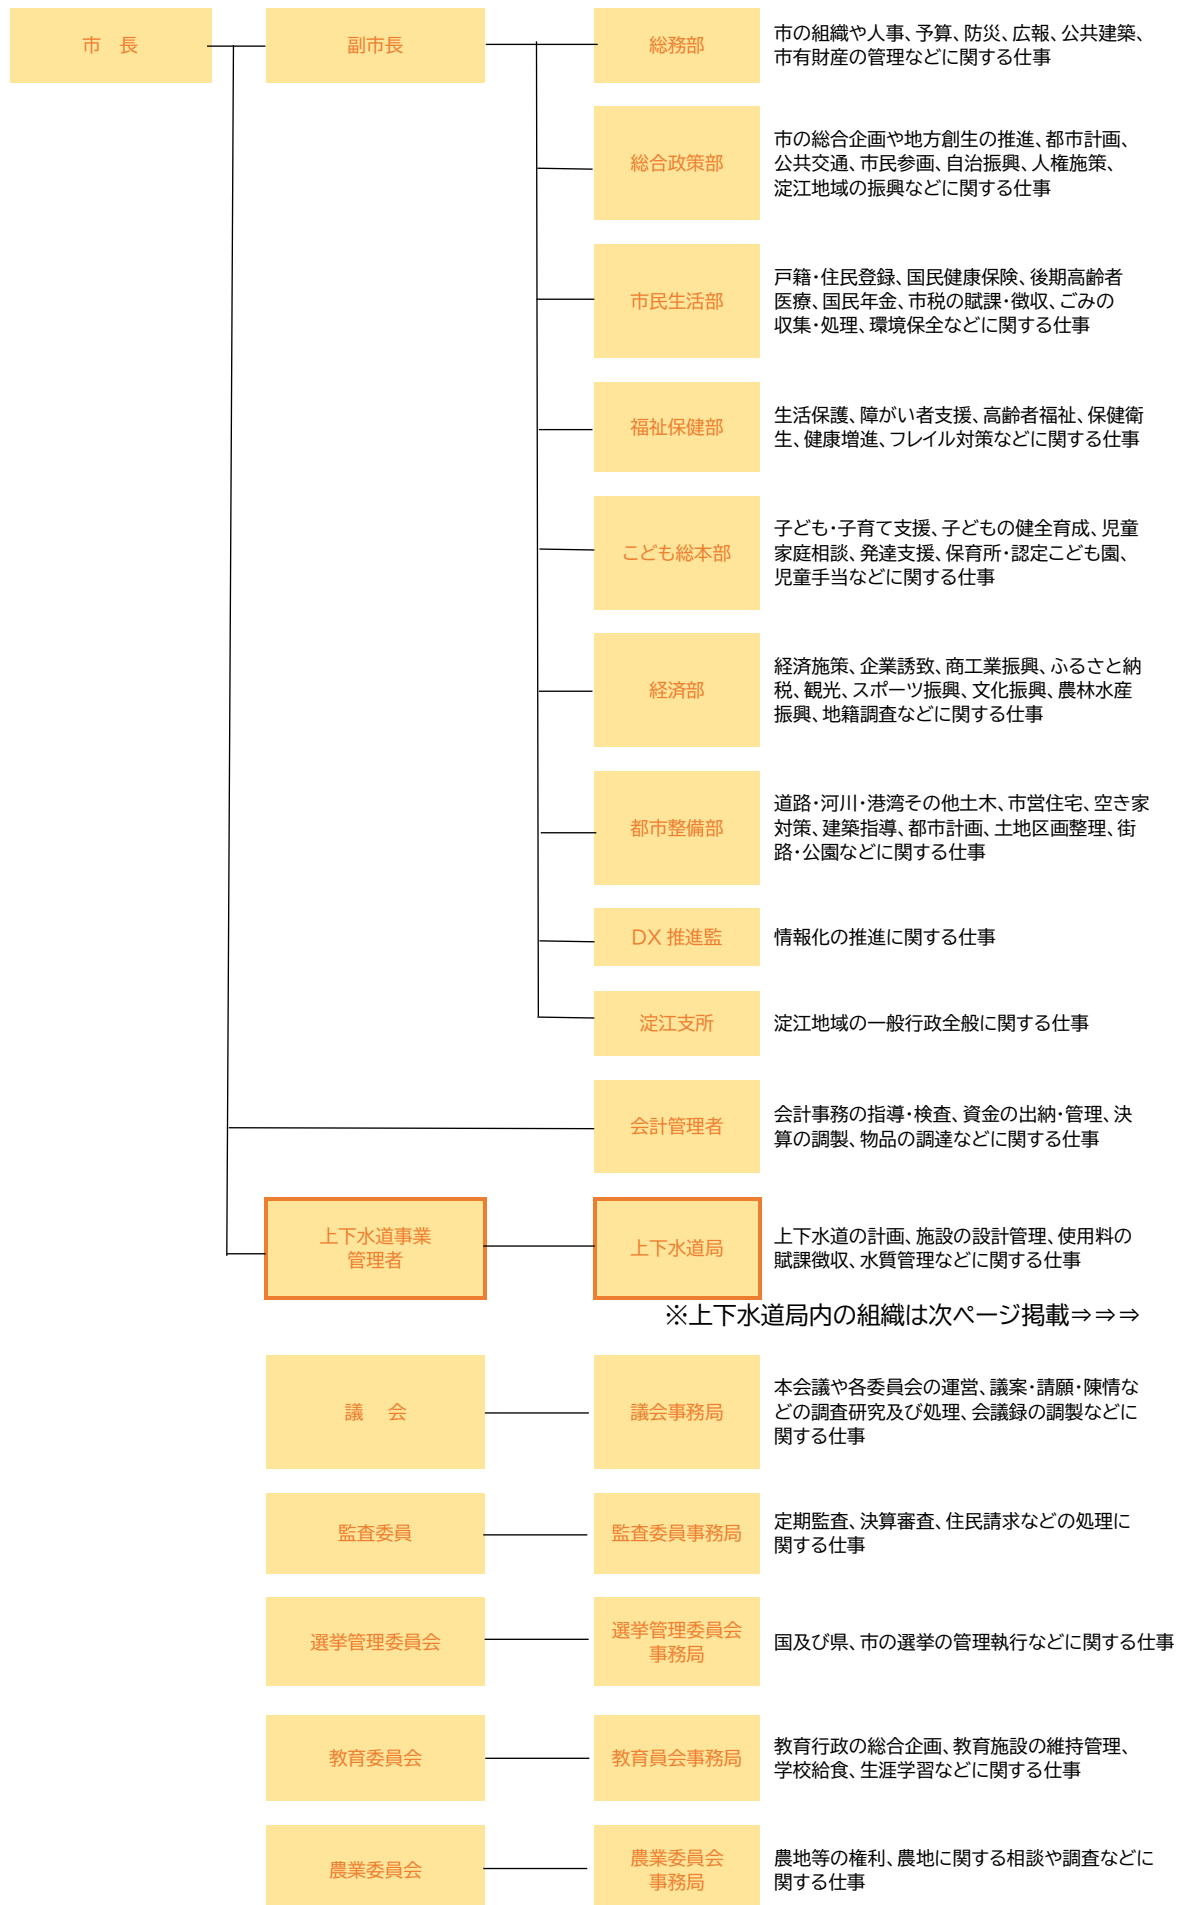 市　長
副市長
総務部
市の組織や人事、予算、防災、広報、公共建築、
市有財産の管理などに関する仕事
総合政策部
市の総合企画や地方創生の推進、都市計画、
公共交通、市民参画、自治振興、人権施策、
淀江地域の振興などに関する仕事
市民生活部
戸籍・住民登録、国民健康保険、後期高齢者
医療、国民年金、市税の賦課・徴収、ごみの
収集・処理、環境保全などに関する仕事
福祉保健部
生活保護、障がい者支援、高齢者福祉、保健衛
生、健康増進、フレイル対策などに関する仕事
こども総本部
子ども・子育て支援、子どもの健全育成、児童
家庭相談、発達支援、保育所・認定こども園、
児童手当などに関する仕事
経済部
経済施策、企業誘致、商工業振興、ふるさと納
税、観光、スポーツ振興、文化振興、農林水産
振興、地籍調査などに関する仕事
都市整備部
道路・河川・港湾その他土木、市営住宅、空き家
対策、建築指導、都市計画、土地区画整理、街
路・公園などに関する仕事
DX 推進監
情報化の推進に関する仕事
淀江支所
淀江地域の一般行政全般に関する仕事
会計管理者
会計事務の指導・検査、資金の出納・管理、決
算の調製、物品の調達などに関する仕事
上下水道事業
管理者
上下水道局
上下水道の計画、施設の設計管理、使用料の
賦課徴収、水質管理などに関する仕事
※上下水道局内の組織は次ページ掲載⇒⇒⇒
議　会
議会事務局
本会議や各委員会の運営、議案・請願・陳情な
どの調査研究及び処理、会議録の調製などに
関する仕事
監査委員
監査委員事務局
定期監査、決算審査、住民請求などの処理に
関する仕事
選挙管理委員会
選挙管理委員会
事務局
国及び県、市の選挙の管理執行などに関する仕事
教育委員会
教育員会事務局
教育行政の総合企画、教育施設の維持管理、
学校給食、生涯学習などに関する仕事
農業委員会
農業委員会
事務局
農地等の権利、農地に関する相談や調査などに
関する仕事